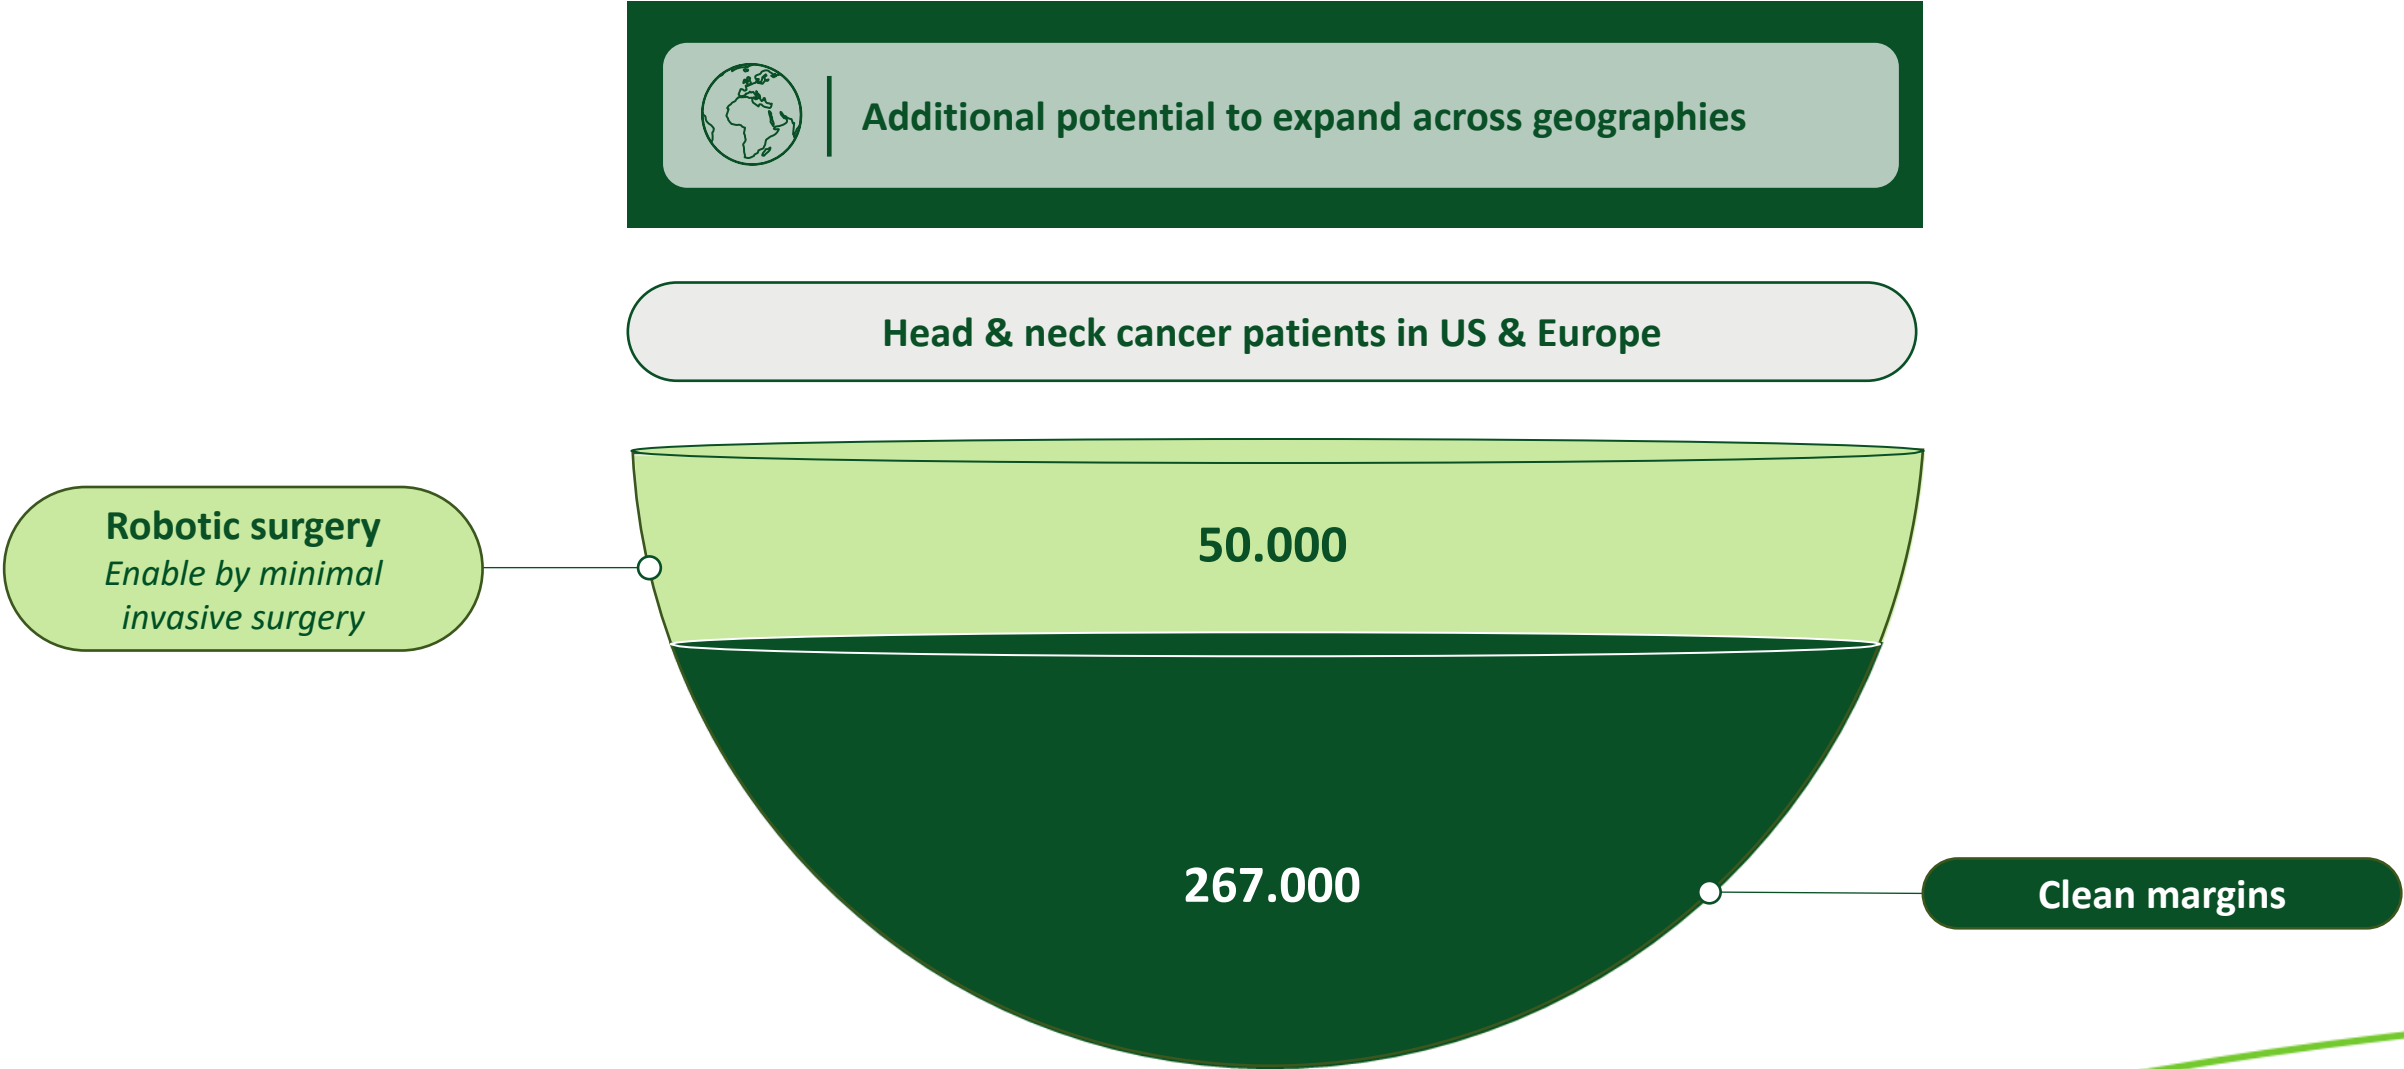 Additional potential to expand across geographies
Head & neck cancer patients in US & Europe
Robotic surgery
Enable by minimal
invasive surgery
50.000
267.000
Clean margins